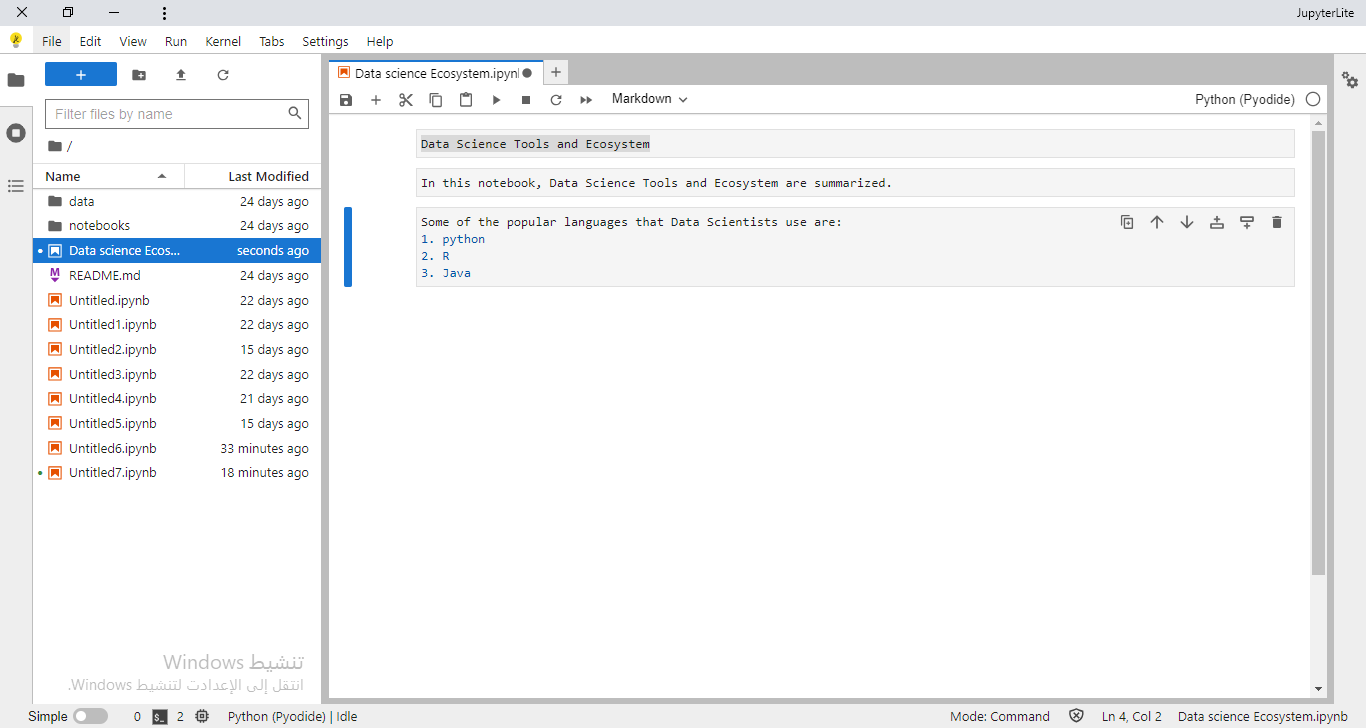 JupyterLite
File Edit View Run Kernel Tabs Settings Help
Data science Ecosystem.ipynb
Filter files by name
Markdown
Python (Pyodide)
/
Name Last Modified
data 24 days ago
notebooks 24 days ago
Data science Ecos... seconds ago
README.md 24 days ago
Untitled.ipynb 22 days ago
Untitled1.ipynb 22 days ago
Untitled2.ipynb 15 days ago
Untitled3.ipynb 22 days ago
Untitled4.ipynb 21 days ago
Untitled5.ipynb 15 days ago
Untitled6.ipynb 33 minutes ago
Untitled7.ipynb 18 minutes ago
Data Science Tools and Ecosystem
In this notebook, Data Science Tools and Ecosystem are summarized.
Some of the popular languages that Data Scientists use are:
1. python
2. R
3. Java
تنشيط Windows
انتقل إلى الإعدادت لتنشيط Windows.
Simple 0 $_ 2 Python (Pyodide) | Idle Mode: Command Ln 4, Col 2 Data science Ecosystem.ipynb